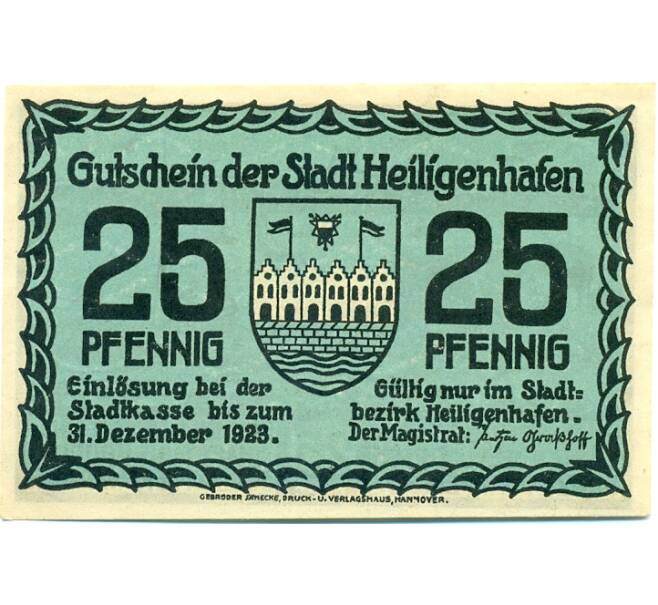 Gutschein der Stadt Heiligenhafen
25 25
PFENNIG PFENNIG
Einlösung bei der
Stadtkasse bis zum
31. Dezember 1923.
Gültig nur im Stadt-
bezirk Heiligenhafen.
Der Magistrat:
GEBRÜDER JÄNECKE, DRUCK- U. VERLAGSHAUS, HANNOVER.